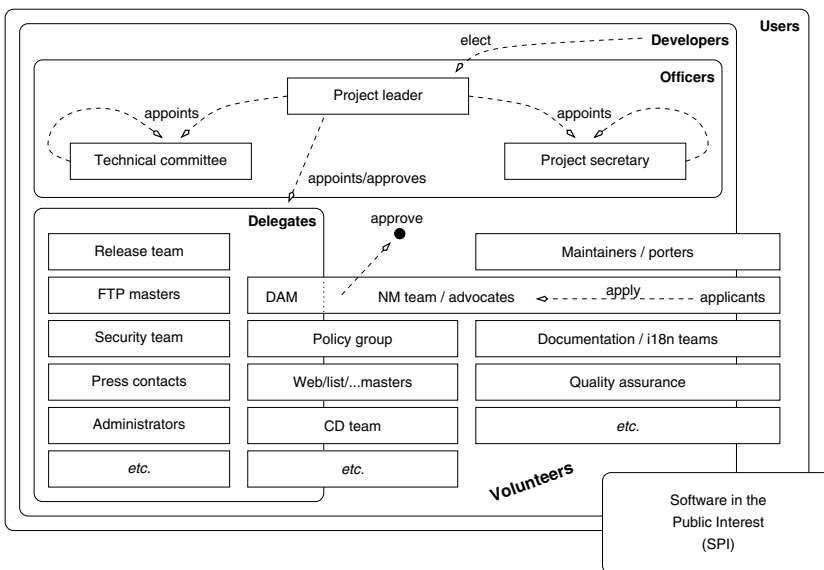 Users
elect
Developers
Officers
Project leader
appoints
appoints
Technical committee
Project secretary
appoints/approves
Delegates
approve
Release team
Maintainers / porters
FTP masters
DAM
NM team / advocates
apply
applicants
Security team
Policy group
Documentation / i18n teams
Press contacts
Web/list/...masters
Quality assurance
Administrators
CD team
etc.
etc.
etc.
Volunteers
Software in the
Public Interest
(SPI)